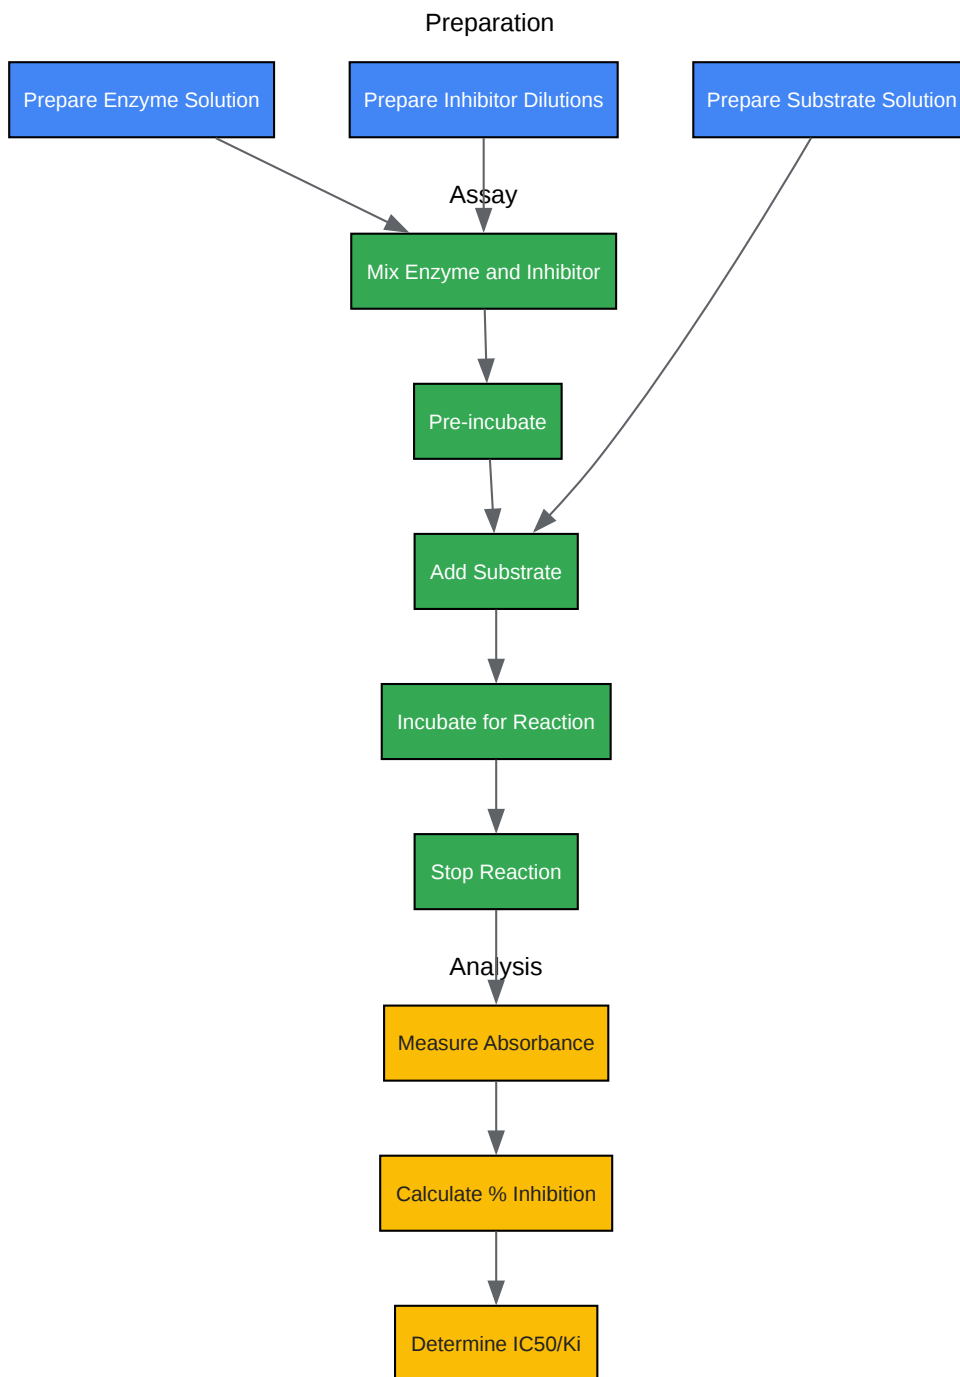 Preparation
Prepare Enzyme Solution
Prepare Inhibitor Dilutions
Prepare Substrate Solution
Assay
Mix Enzyme and Inhibitor
Pre-incubate
Add Substrate
Incubate for Reaction
Stop Reaction
Analysis
Measure Absorbance
Calculate % Inhibition
Determine IC50/Ki